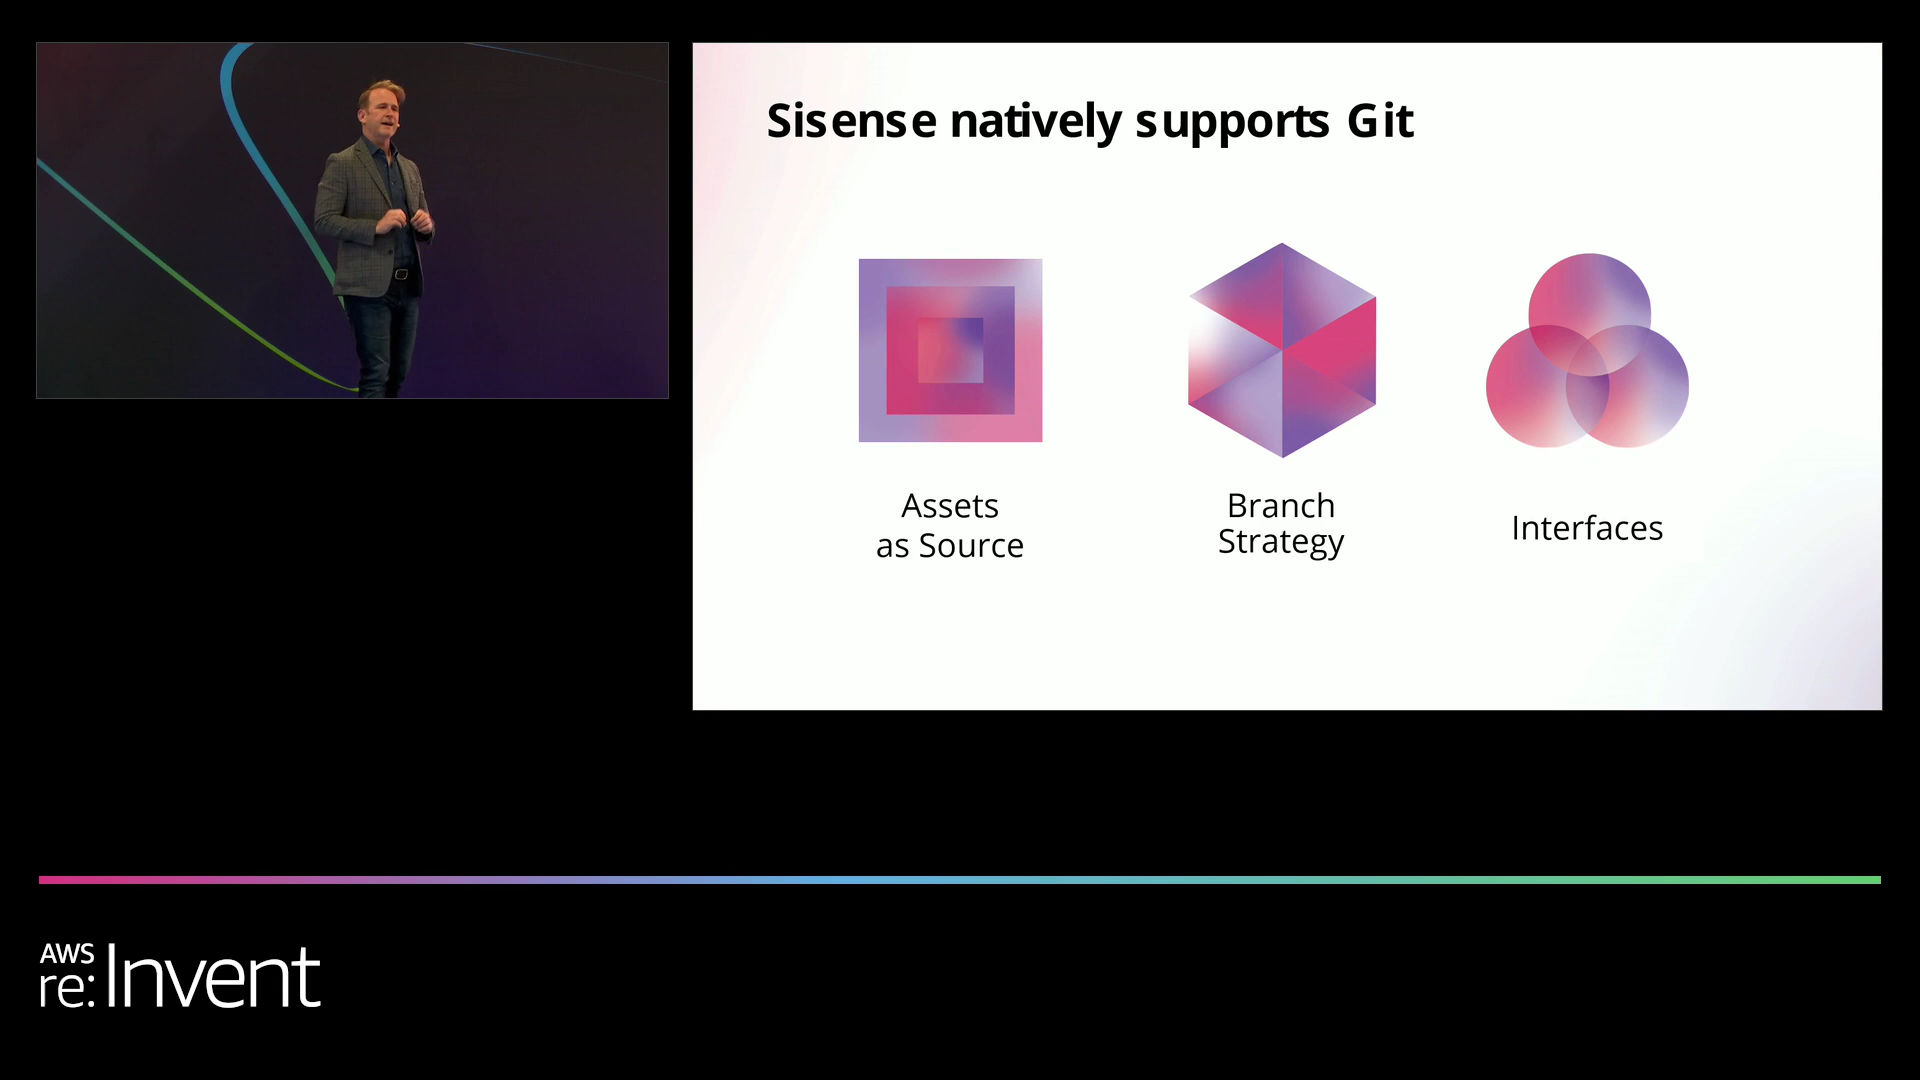 Sisense natively supports Git
Assets
as Source
Branch
Strategy
Interfaces
AWS
re:Invent